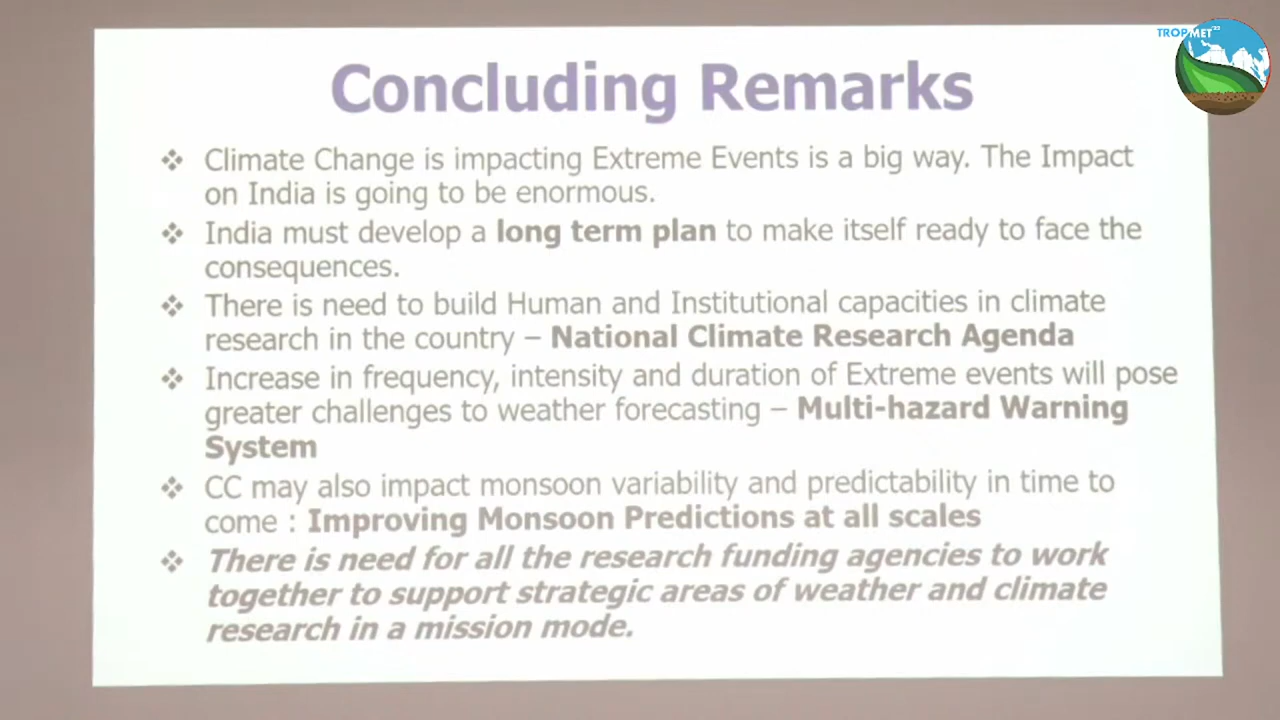 TROPMET'22
Concluding Remarks
❖ Climate Change is impacting Extreme Events is a big way. The Impact
on India is going to be enormous.
❖ India must develop a long term plan to make itself ready to face the
consequences.
❖ There is need to build Human and Institutional capacities in climate
research in the country – National Climate Research Agenda
❖ Increase in frequency, intensity and duration of Extreme events will pose
greater challenges to weather forecasting – Multi-hazard Warning
System
❖ CC may also impact monsoon variability and predictability in time to
come : Improving Monsoon Predictions at all scales
❖ There is need for all the research funding agencies to work
together to support strategic areas of weather and climate
research in a mission mode.